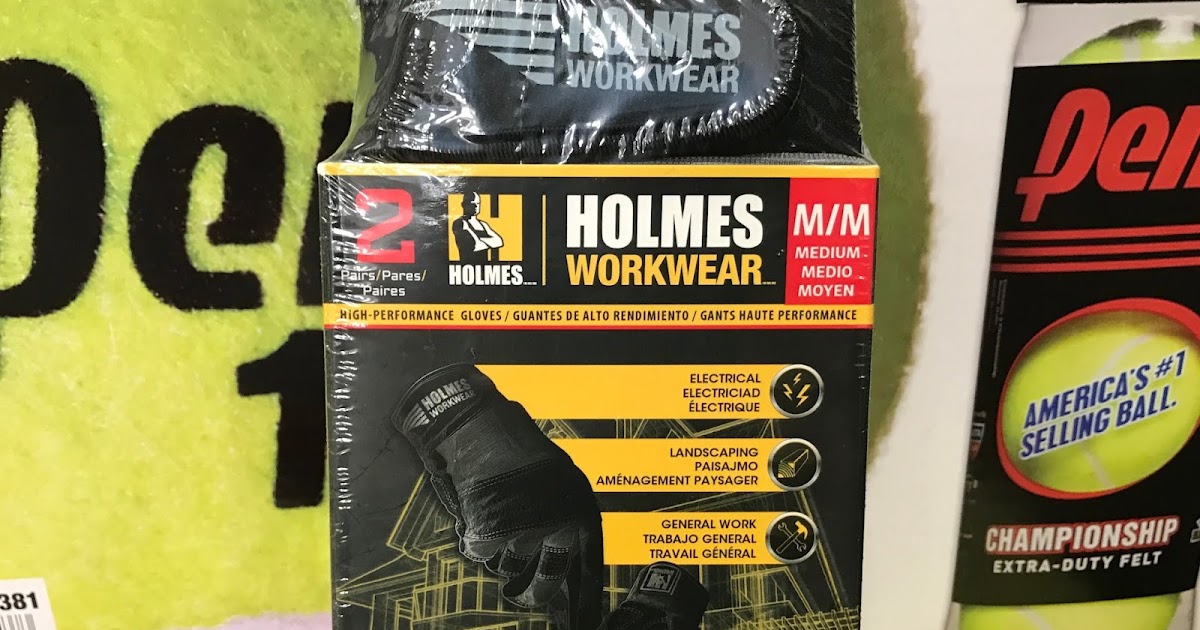 HOLMES
WORKWEAR
2
Pairs/Pares/
Paires
HOLMES
HOLMES
WORKWEAR
M/M
MEDIUM
MEDIO
MOYEN
HIGH-PERFORMANCE GLOVES / GUANTES DE ALTO RENDIMIENTO / GANTS HAUTE PERFORMANCE
HOLMES
WORKWEAR
ELECTRICAL
ELECTRICIAD
ÉLECTRIQUE
LANDSCAPING
PAISAJMO
AMÉNAGEMENT PAYSAGER
GENERAL WORK
TRABAJO GENERAL
TRAVAIL GÉNÉRAL
Pen
1
381
Pen
AMERICA'S #1
SELLING BALL.
CHAMPIONSHIP
EXTRA-DUTY FELT